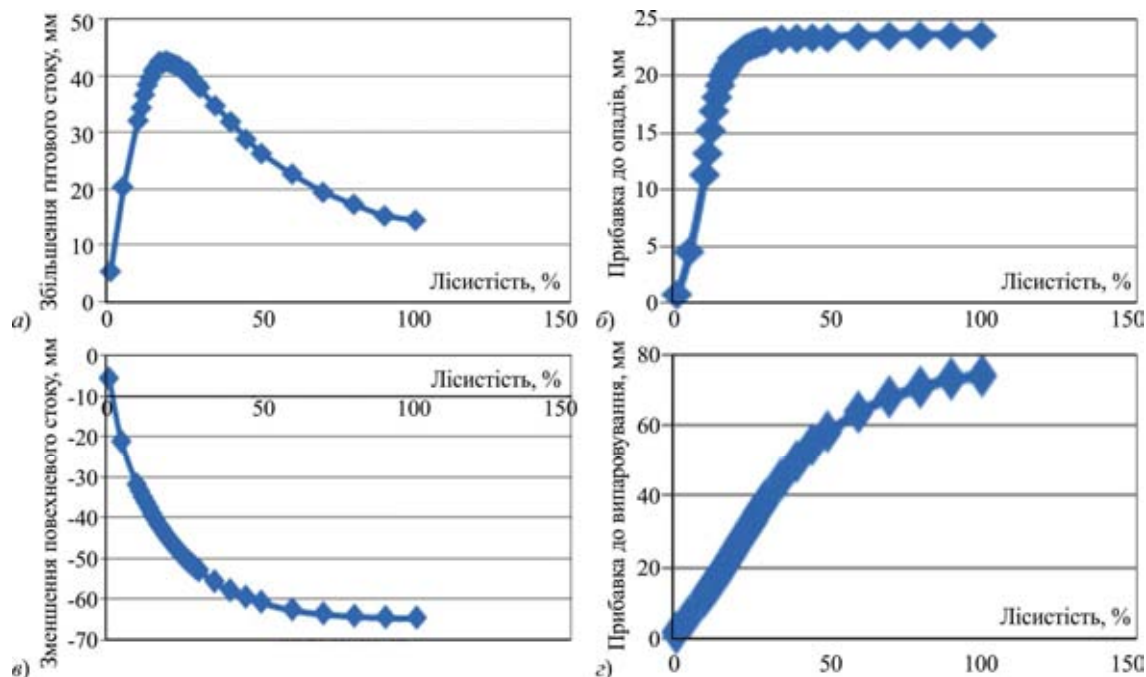 Збільшення гнтового стоку, мм
50
40
30
20
10
0
Лісистість, %
0 50 100 150
а)
Прибавка до опадів, мм
25
20
15
10
5
0
Лісистість, %
0 50 100 150
б)
Зменшення повєхневого стоку, мм
0
-10
-20
-30
-40
-50
-60
-70
Лісистість, %
0 50 100 150
в)
Прибавка до випаровування, мм
80
60
40
20
0
Лісистість, %
0 50 100 150
г)